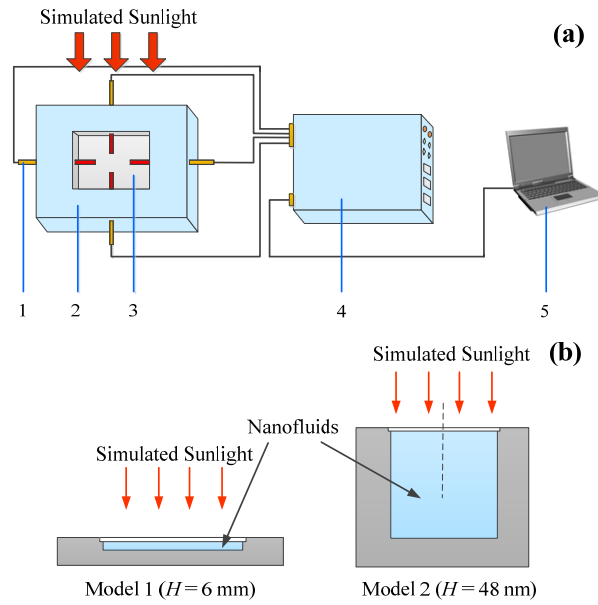 Simulated Sunlight
(a)
1
2
3
4
5
(b)
Simulated Sunlight
Nanofluids
Simulated Sunlight
Model 1 (H = 6 mm)
Model 2 (H = 48 nm)